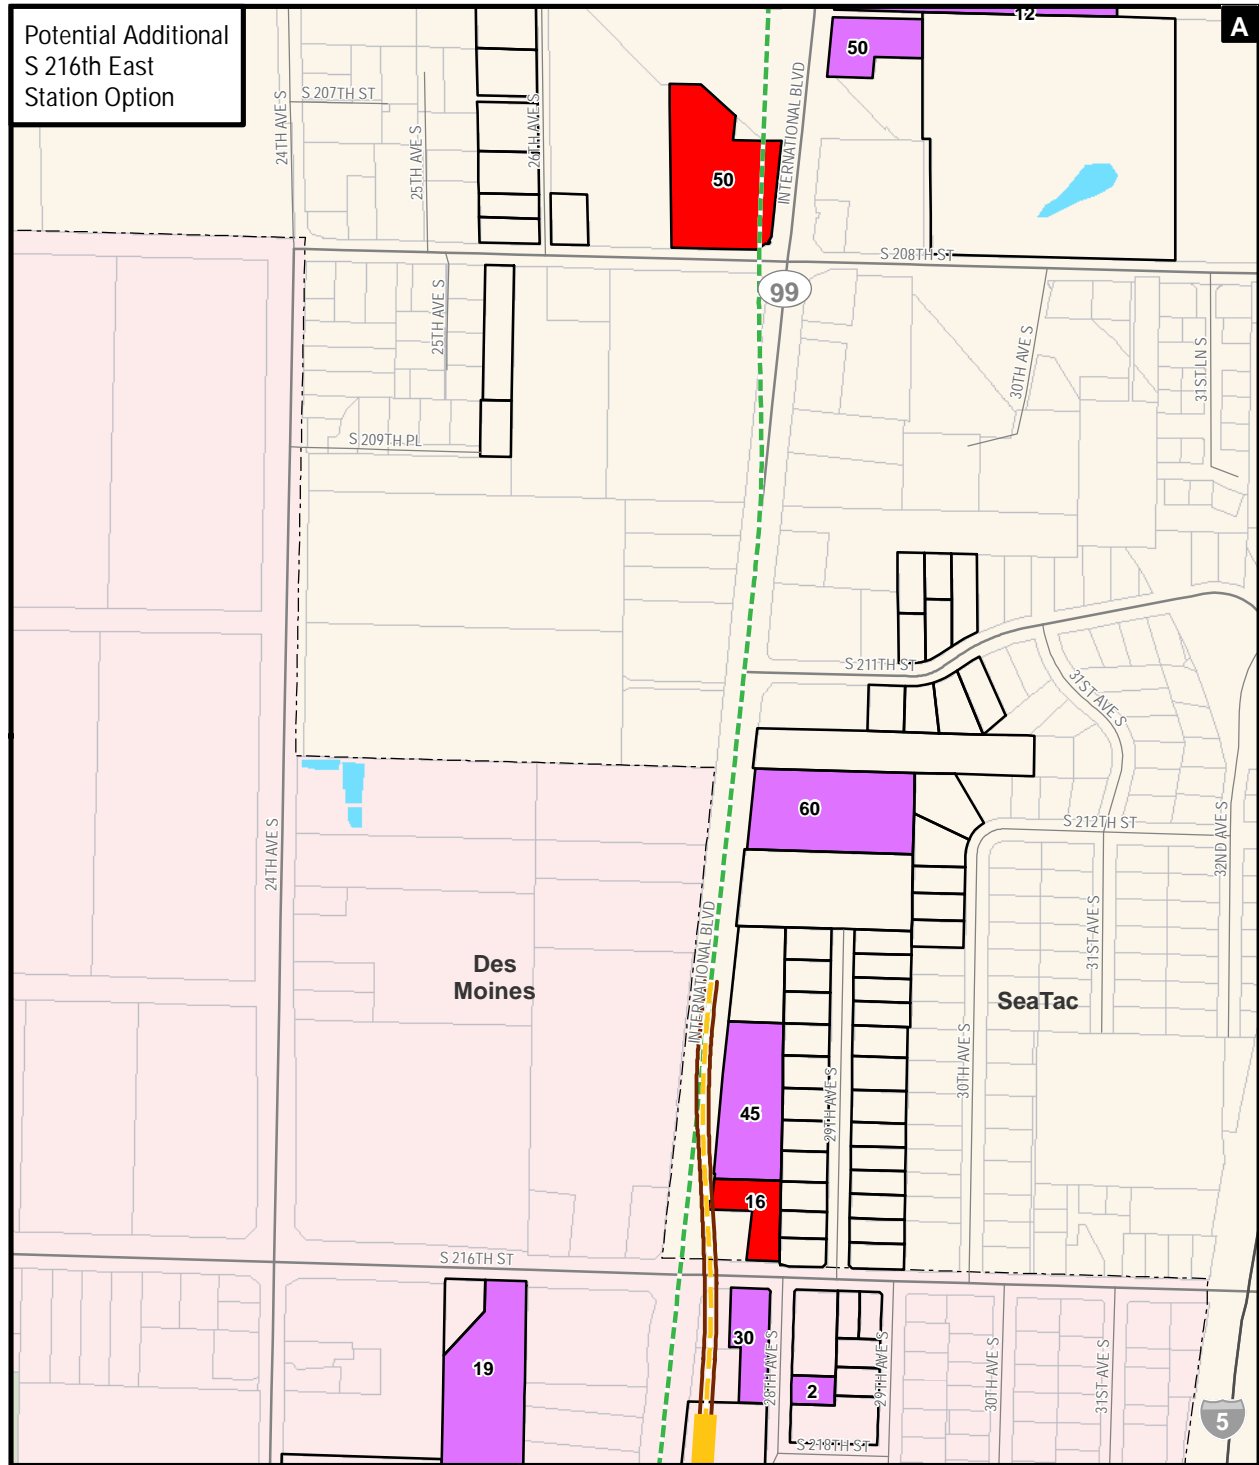 Potential Additional
S 216th East
Station Option
A
12
50
INTERNATIONAL BLVD
S 207TH ST
24TH AVE S
25TH AVE S
26TH AVE S
50
S 208TH ST
99
25TH AVE S
30TH AVE S
31ST LN S
S 209TH PL
S 211TH ST
31ST AVE S
60
S 212TH ST
24TH AVE S
32ND AVE S
INTERNATIONAL BLVD
31ST AVE S
Des
Moines
SeaTac
30TH AVE S
29TH AVE S
45
16
S 216TH ST
30
19
2
28TH AVE S
29TH AVE S
30TH AVE S
31ST AVE S
5
S 218TH ST